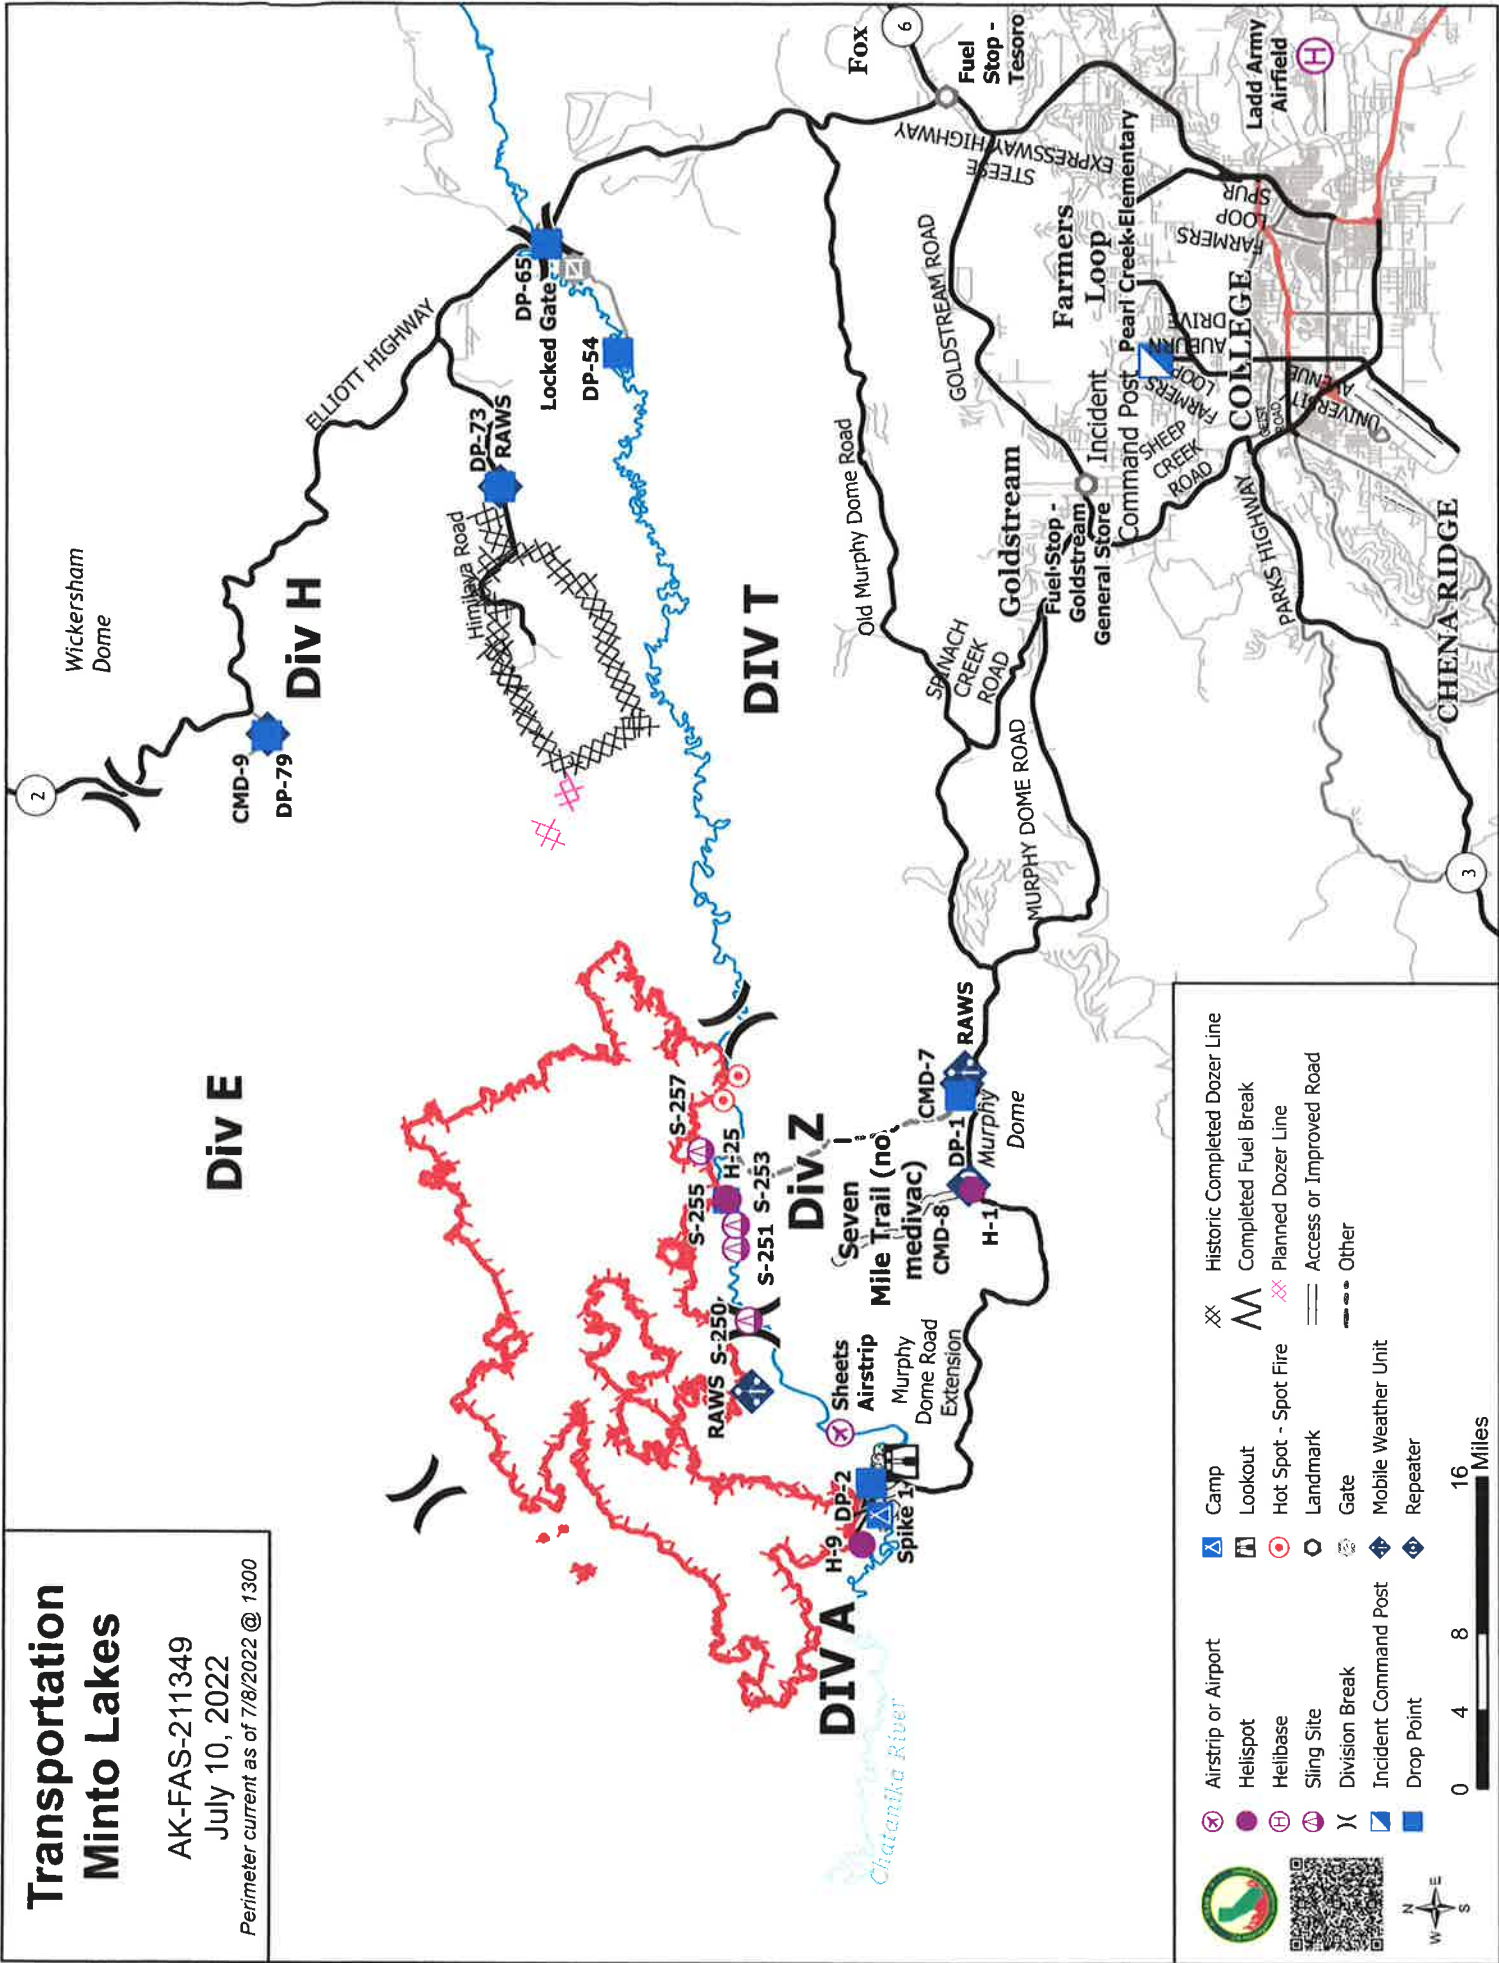 Transportation
Minto Lakes
AK-FAS-211349
July 10, 2022
Perimeter current as of 7/8/2022 @ 1300
2
Wickersham
Dome
CMD-9
DP-79
Div H
ELLIOTT HIGHWAY
Himilaya Road
DP-73
RAWS
DP-65
Locked Gate
DP-54
Div E
DIV T
Fox
6
Fuel
Stop -
Tesoro
STEESE
EXPRESSWAY
HIGHWAY
Ladd Army
Airfield
H
Old Murphy Dome Road
GOLDSTREAM ROAD
Farmers
Loop
Pearl Creek Elementary
Incident
Command Post
FARMERS
LOOP
SPUR
AUBURN
DRIVE
FARMERS
LOOP
COLLEGE
SHEEP
CREEK
ROAD
GEIST
ROAD
UNIVERSITY
AVENUE
Goldstream
Fuel Stop -
Goldstream
General Store
SPINACH
CREEK
ROAD
MURPHY DOME ROAD
PARKS HIGHWAY
CHENA RIDGE
3
S-257
H-25
S-255
S-253
S-251
S-250
RAWS
Div Z
Seven
Mile Trail (no
medivac)
CMD-7
RAWS
DP-1
Murphy
Dome
CMD-8
H-1
Sheets
Airstrip
Murphy
Dome Road
Extension
DP-2
H-9
Spike 1
DIV A
Chatanika River
Airstrip or Airport
Helispot
Helibase
Sling Site
Division Break
Incident Command Post
Drop Point
Camp
Lookout
Hot Spot - Spot Fire
Landmark
Gate
Mobile Weather Unit
Repeater
Historic Completed Dozer Line
Completed Fuel Break
Planned Dozer Line
Access or Improved Road
Other
N
W
E
S
0 4 8 16
Miles